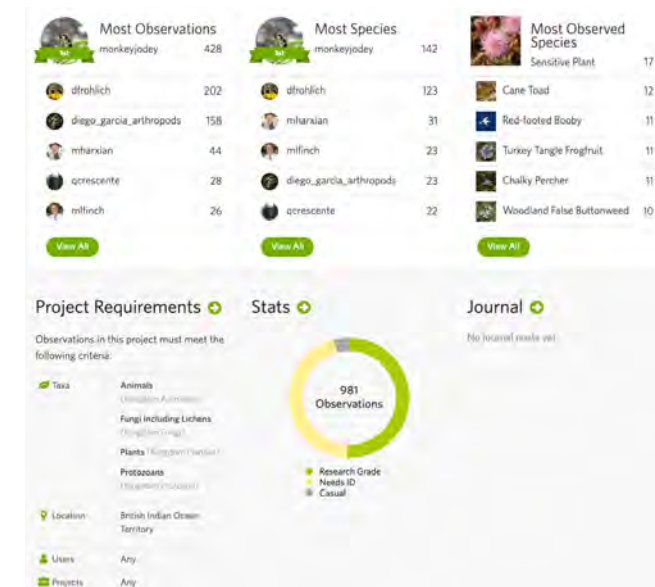 Most Observations
1st
monkeyjodey 428
dfrohlich 202
diego_garcia_arthropods 158
mharxian 44
qcrescente 28
mlfinch 26
View All
Most Species
1st
monkeyjodey 142
dfrohlich 123
mharxian 31
mlfinch 23
diego_garcia_arthropods 23
qcrescente 22
View All
Most Observed
Species
Sensitive Plant 17
Cane Toad 12
Red-footed Booby 11
Turkey Tangle Frogfruit 11
Chalky Percher 11
Woodland False Buttonweed 10
View All
Project Requirements
Observations in this project must meet the
following criteria:
Taxa
Animals
Fungi Including Lichens
Plants
Protozoans
Location
British Indian Ocean
Territory
Users Any
Projects Any
Stats
981
Observations
Research Grade
Needs ID
Casual
Journal
No journal posts yet